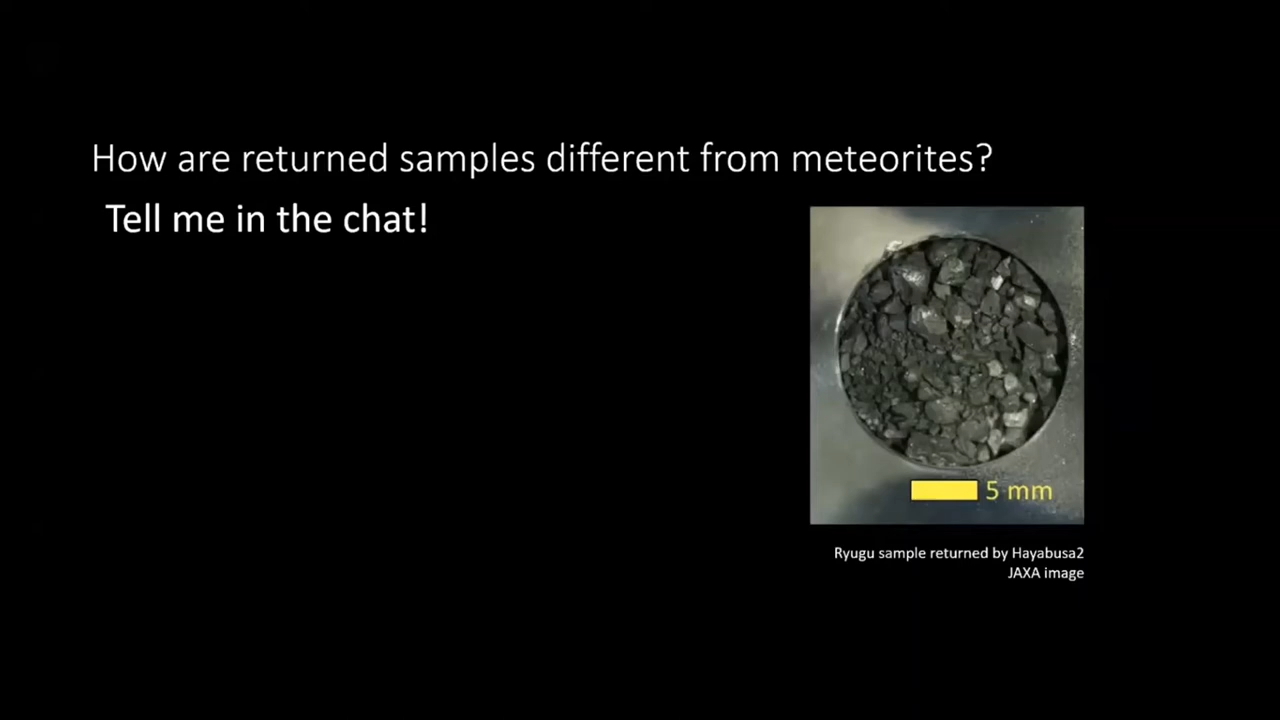 How are returned samples different from meteorites?
Tell me in the chat!
5 mm
Ryugu sample returned by Hayabusa2
JAXA image